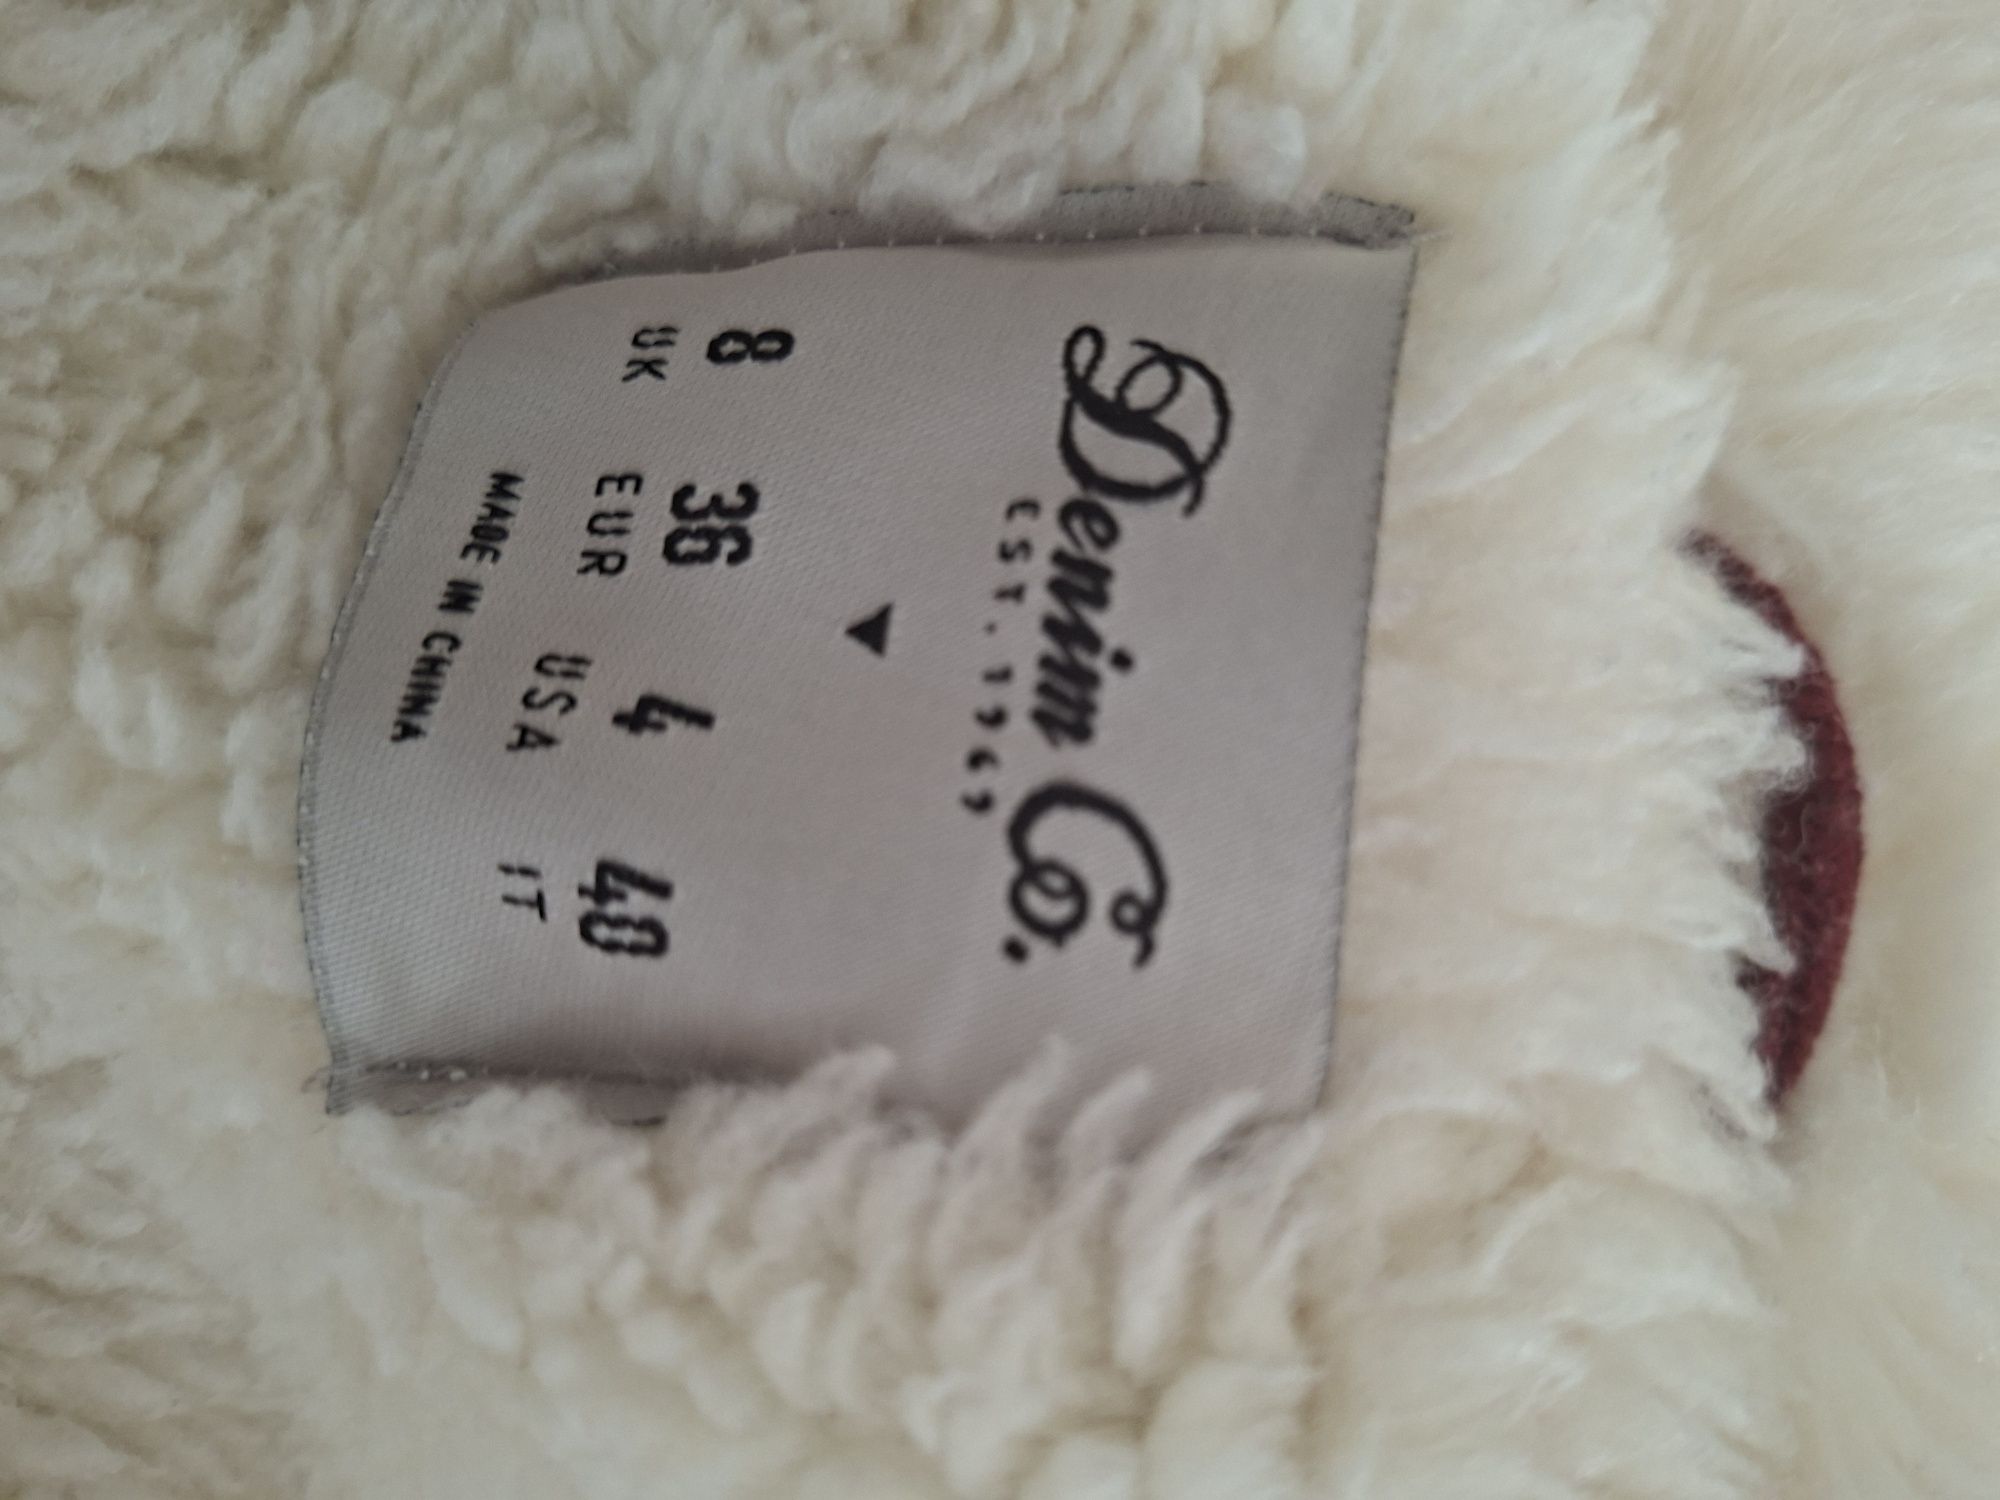 Denim Co.
EST. 1969
8 36 4 40
UK EUR USA IT
MADE IN CHINA